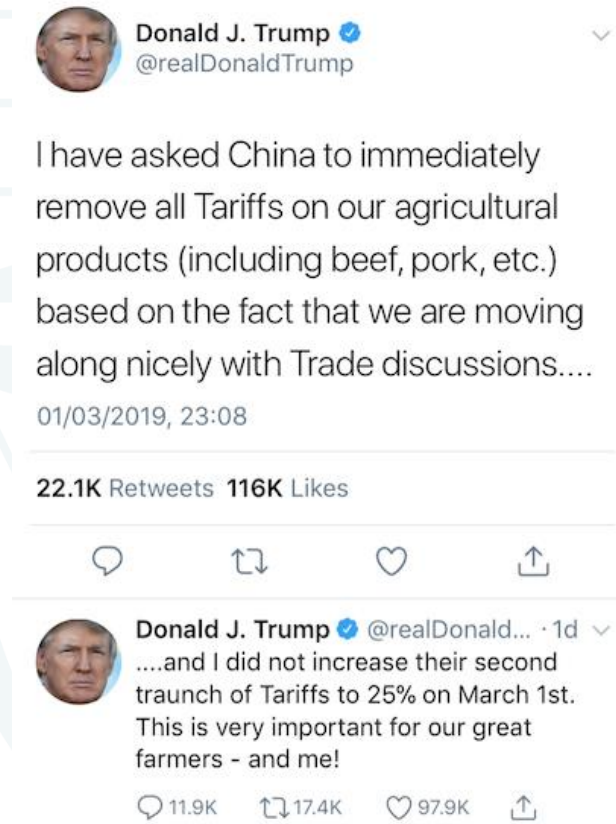 Donald J. Trump
@realDonaldTrump
I have asked China to immediately
remove all Tariffs on our agricultural
products (including beef, pork, etc.)
based on the fact that we are moving
along nicely with Trade discussions....
01/03/2019, 23:08
22.1K Retweets 116K Likes
Donald J. Trump @realDonald... · 1d
....and I did not increase their second
traunch of Tariffs to 25% on March 1st.
This is very important for our great
farmers - and me!
11.9K 17.4K 97.9K